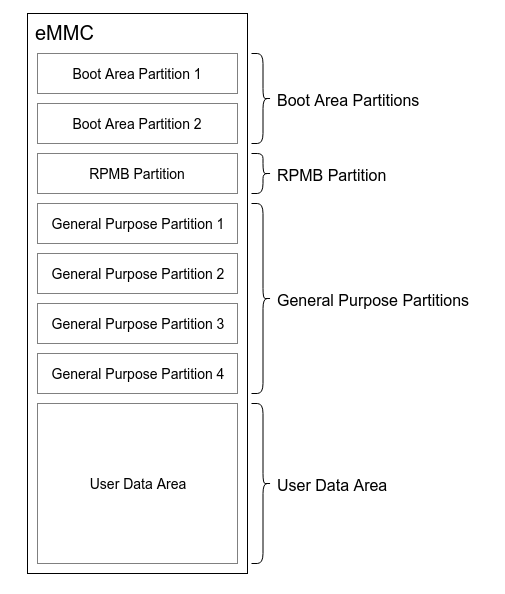 eMMC
Boot Area Partition 1
Boot Area Partition 2
Boot Area Partitions
RPMB Partition
RPMB Partition
General Purpose Partition 1
General Purpose Partition 2
General Purpose Partition 3
General Purpose Partition 4
General Purpose Partitions
User Data Area
User Data Area